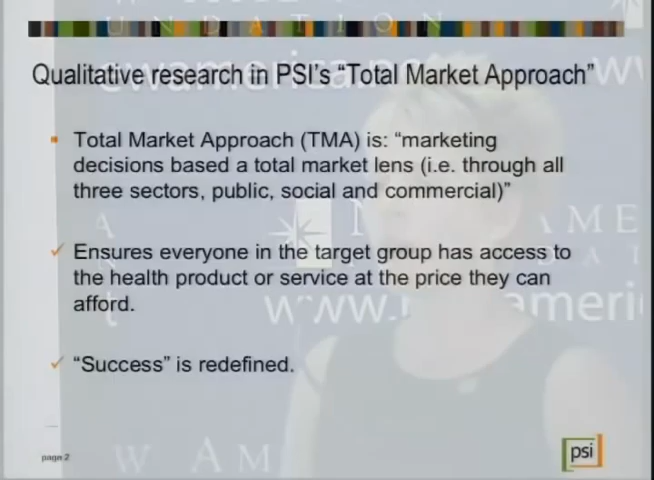 UNDATION
Qualitative research in PSI's "Total Market Approach"
Total Market Approach (TMA) is: "marketing
decisions based a total market lens (i.e. through all
three sectors, public, social and commercial)"
Ensures everyone in the target group has access to
the health product or service at the price they can
afford.
"Success" is redefined.
page 2
psi